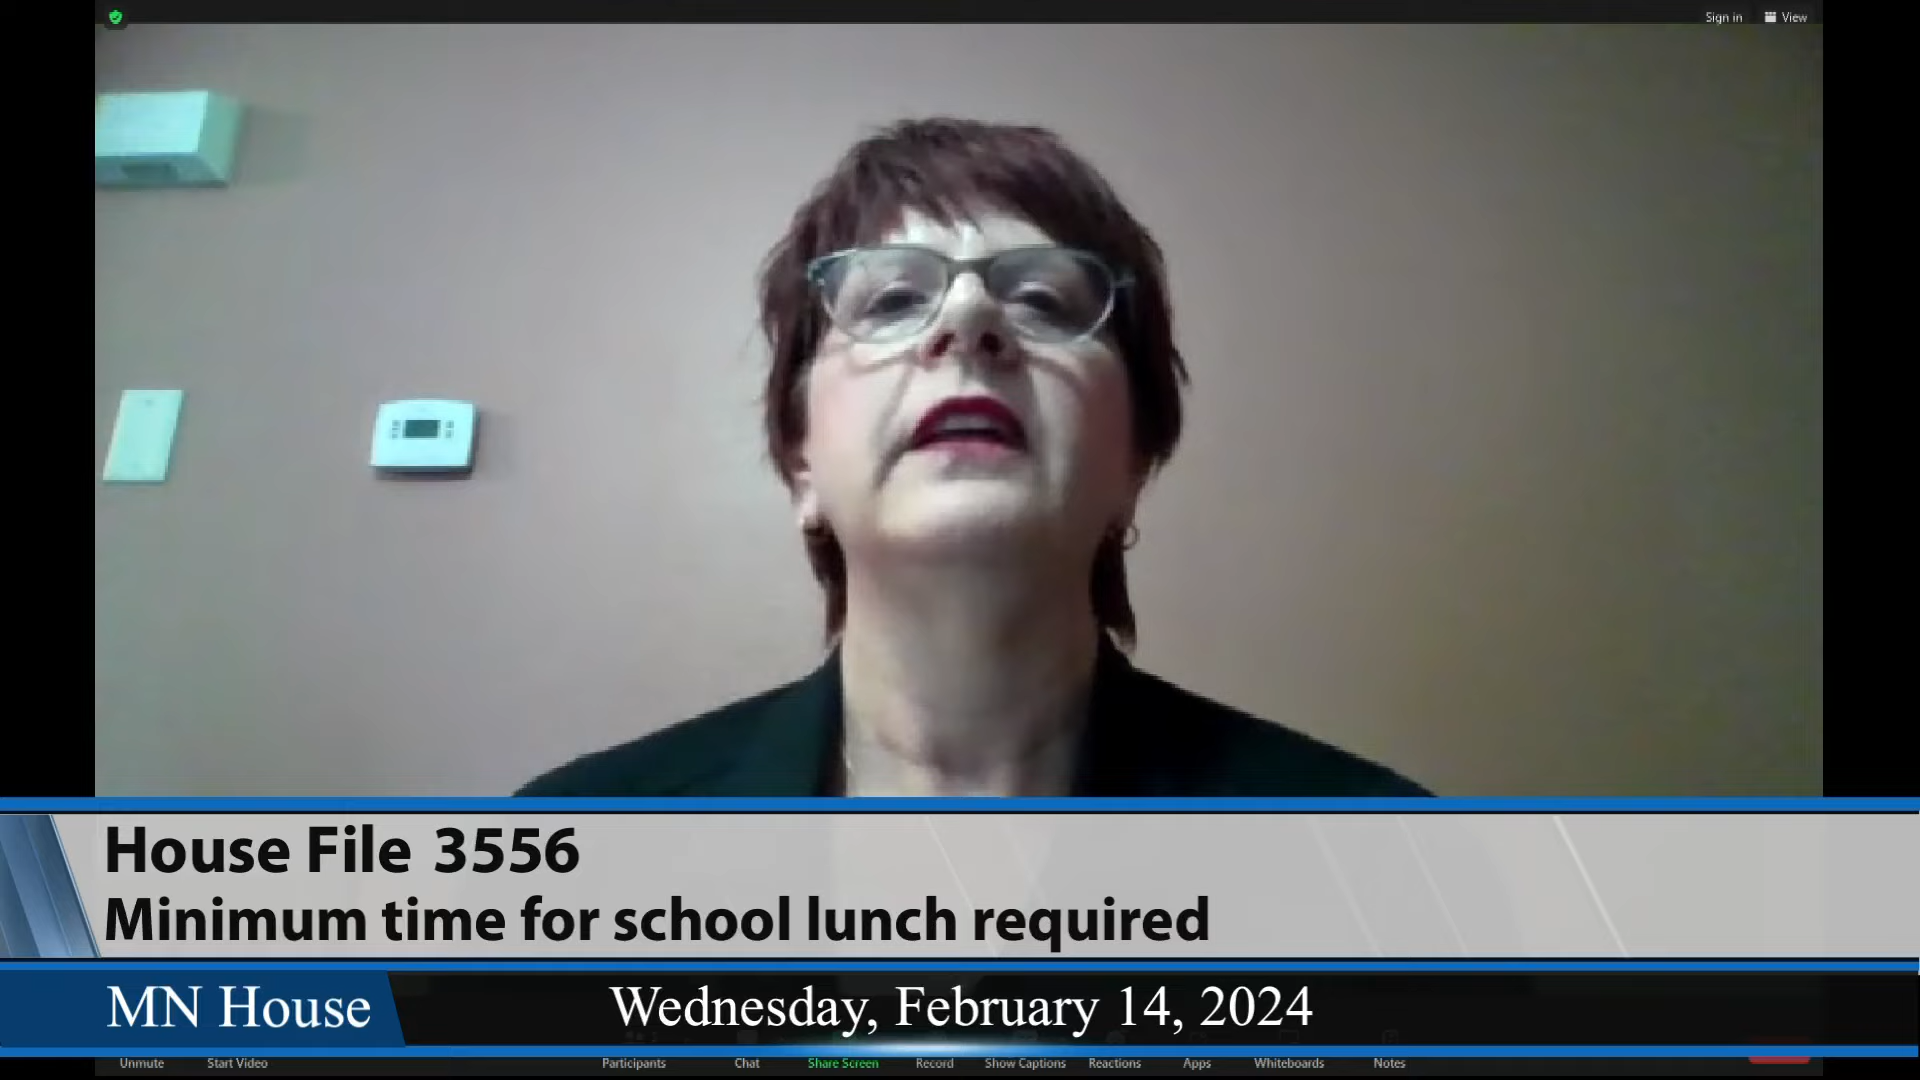 Sign in View
House File 3556
Minimum time for school lunch required
MN House
Wednesday, February 14, 2024
Unmute Start Video Participants Chat Share Screen Record Show Captions Reactions Apps Whiteboards Notes